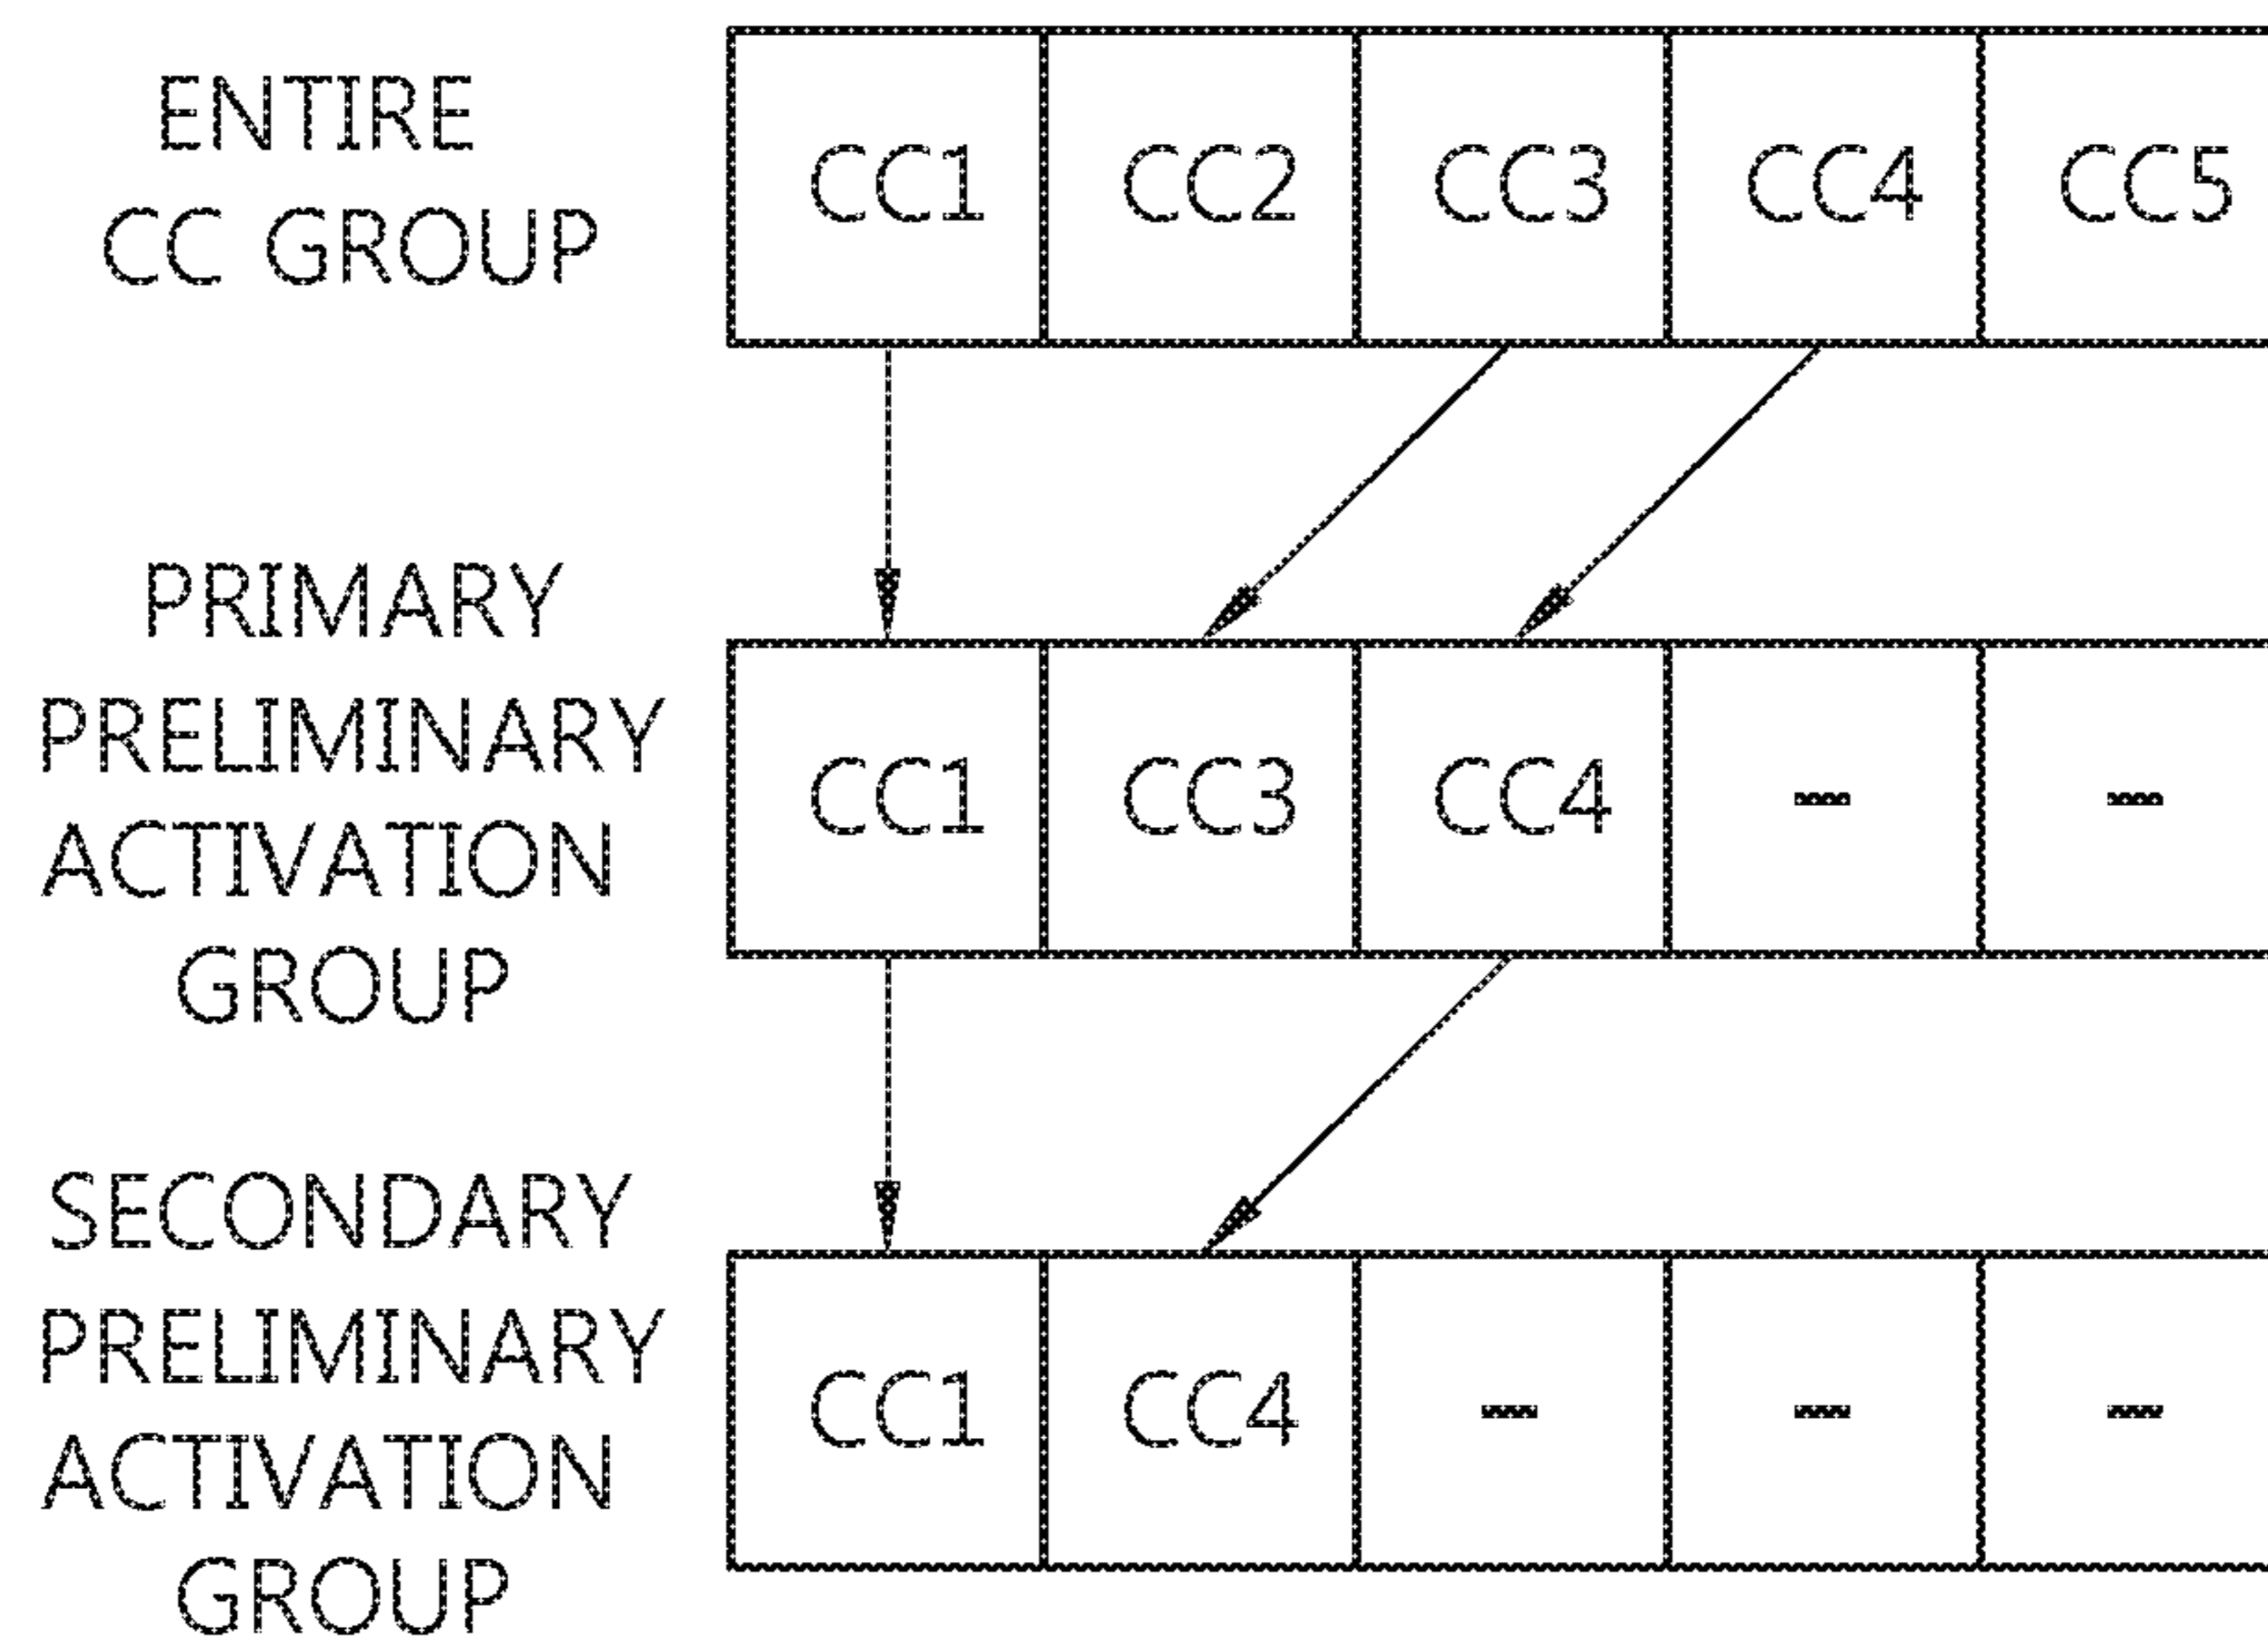 ENTIRE
CC GROUP
CC1 CC2 CC3 CC4 CC5
PRIMARY
PRELIMINARY
ACTIVATION
GROUP
CC1 CC3 CC4 - -
SECONDARY
PRELIMINARY
ACTIVATION
GROUP
CC1 CC4 - - -